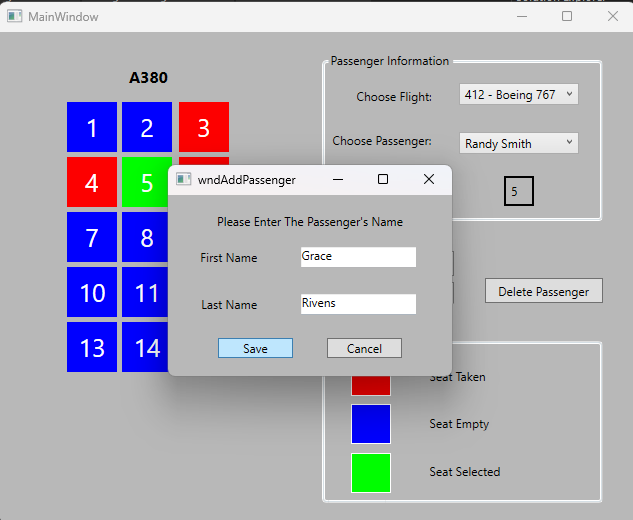 MainWindow
A380
1 2 3
4 5
7 8
10 11
13 14
Passenger Information
Choose Flight: 412 - Boeing 767
Choose Passenger: Randy Smith
5
Delete Passenger
wndAddPassenger
Please Enter The Passenger's Name
First Name Grace
Last Name Rivens
Save Cancel
Seat Taken
Seat Empty
Seat Selected